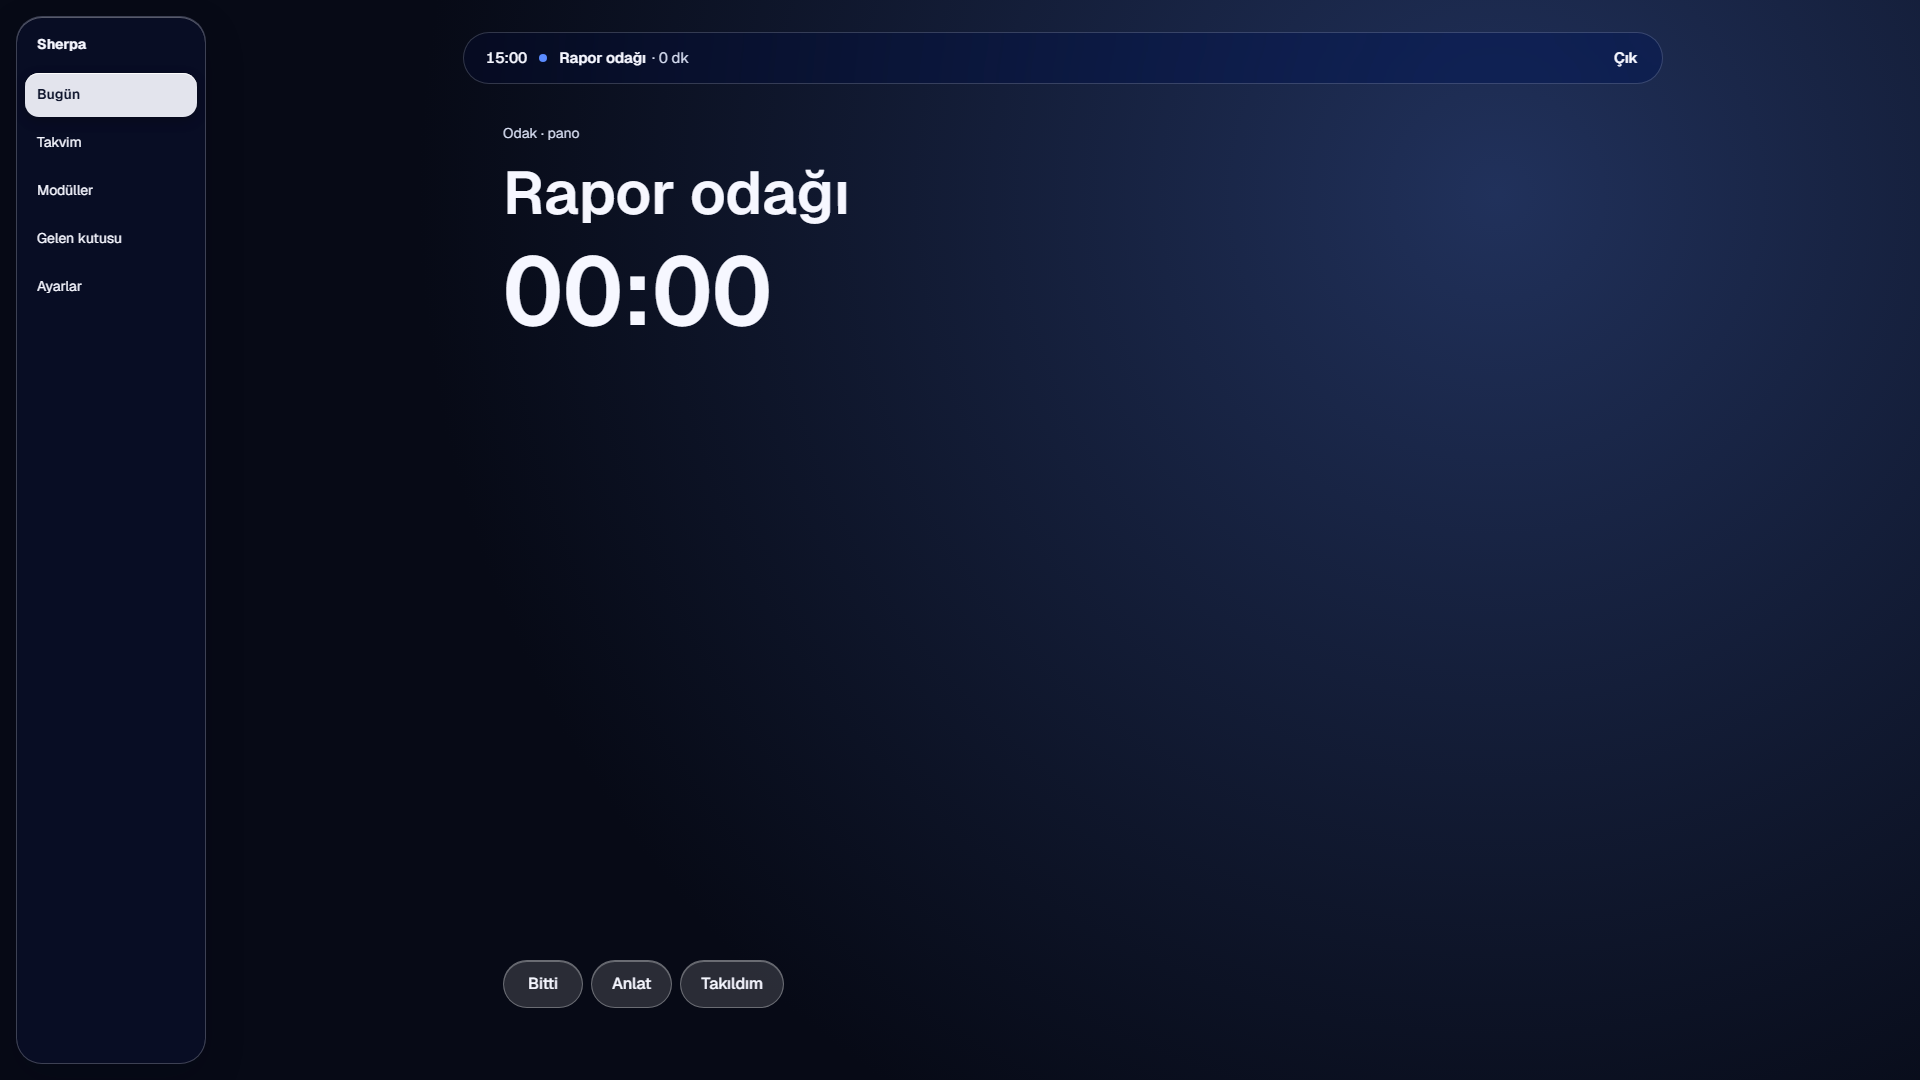 Sherpa
Bugün
Takvim
Modüller
Gelen kutusu
Ayarlar
15:00 Rapor odağı · 0 dk Çık
Odak · pano
Rapor odağı
00:00
Bitti Anlat Takıldım